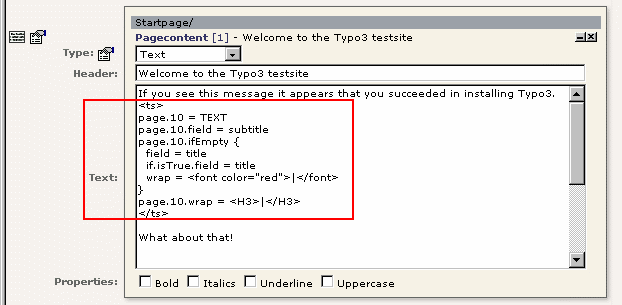 Startpage/
Pagecontent [1] - Welcome to the Typo3 testsite
Type: Text
Header: Welcome to the Typo3 testsite
Text:
If you see this message it appears that you succeeded in installing Typo3.
<ts>
page.10 = TEXT
page.10.field = subtitle
page.10.ifEmpty {
  field = title
  if.isTrue.field = title
  wrap = <font color="red">|</font>
}
page.10.wrap = <H3>|</H3>
</ts>

What about that!
Properties: Bold Italics Underline Uppercase